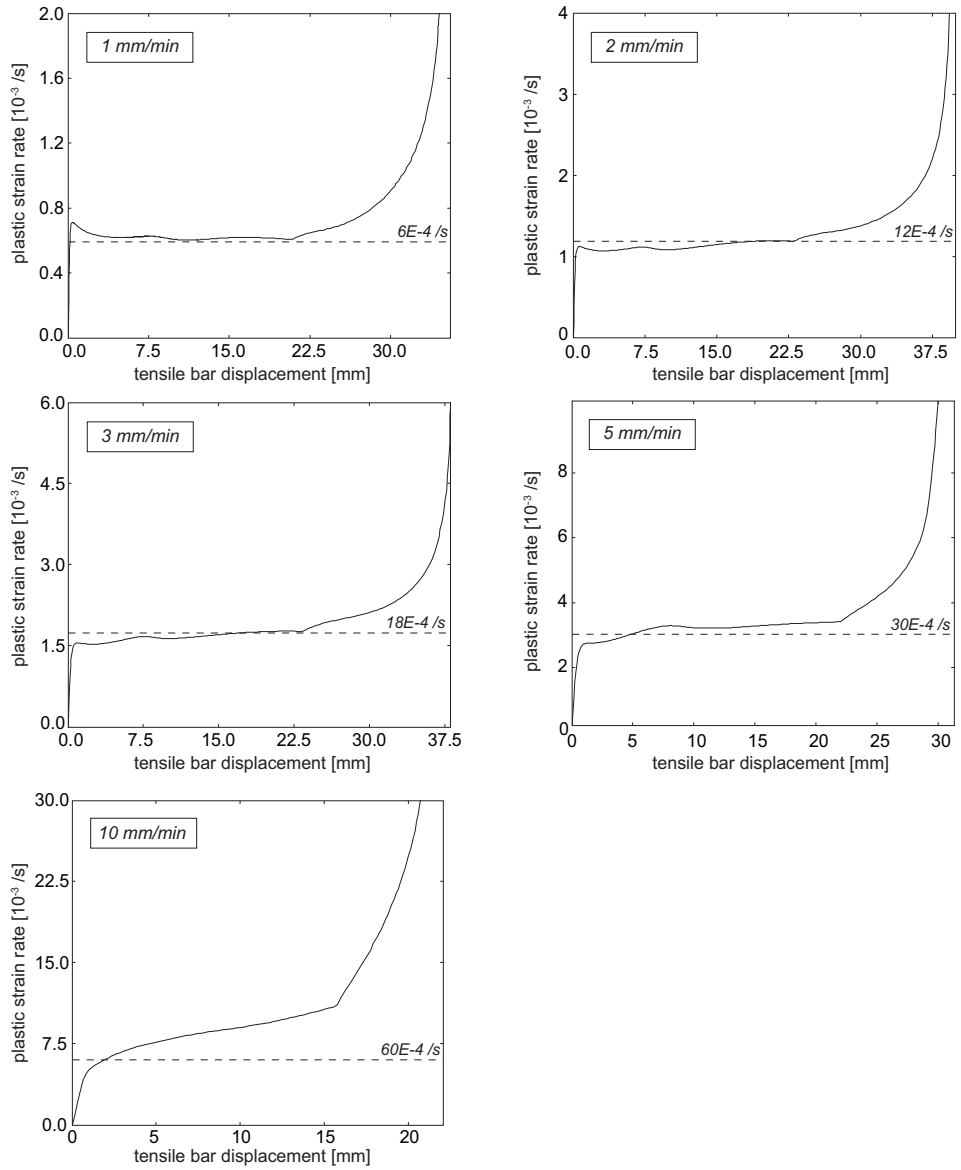 1 mm/min
plastic strain rate [10⁻³ /s]
2.0
1.6
1.2
0.8
0.4
0.0
6E-4 /s
0.0 7.5 15.0 22.5 30.0
tensile bar displacement [mm]
2 mm/min
plastic strain rate [10⁻³ /s]
4
3
2
1
0
12E-4 /s
0.0 7.5 15.0 22.5 30.0 37.5
tensile bar displacement [mm]
3 mm/min
plastic strain rate [10⁻³ /s]
6.0
4.5
3.0
1.5
0.0
18E-4 /s
0.0 7.5 15.0 22.5 30.0 37.5
tensile bar displacement [mm]
5 mm/min
plastic strain rate [10⁻³ /s]
8
6
4
2
0
30E-4 /s
0 5 10 15 20 25 30
tensile bar displacement [mm]
10 mm/min
plastic strain rate [10⁻³ /s]
30.0
22.5
15.0
7.5
0.0
60E-4 /s
0 5 10 15 20
tensile bar displacement [mm]